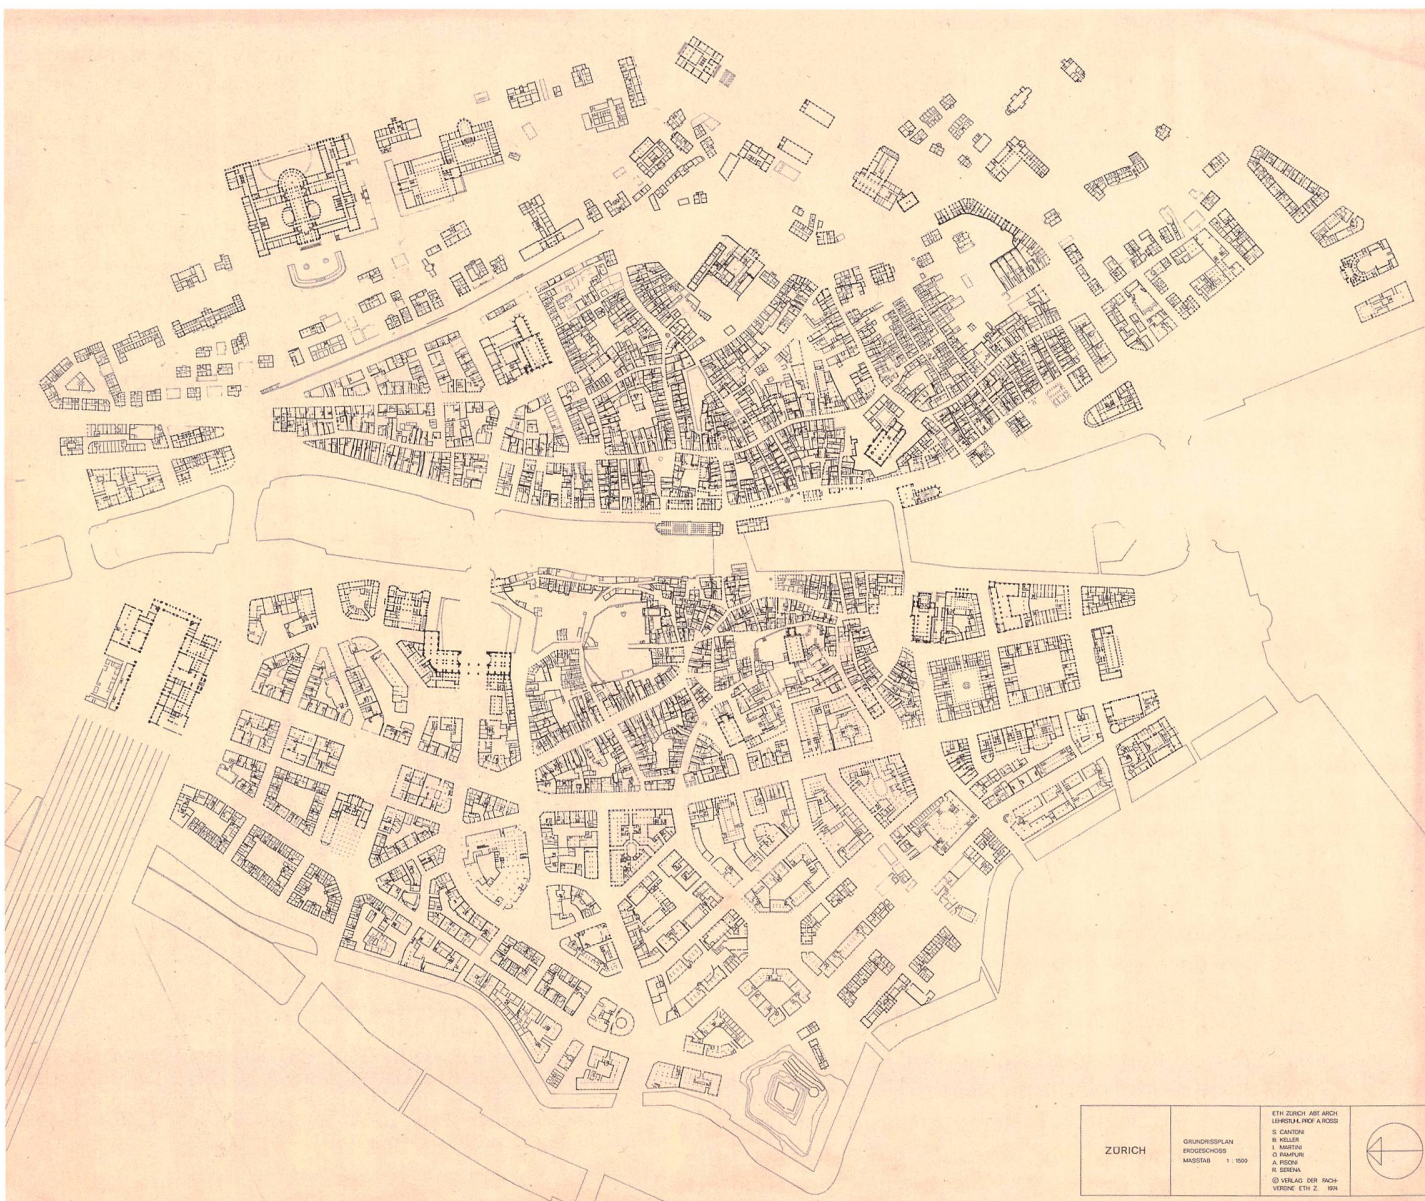 ZÜRICH
GRUNDRISSPLAN
ERDGESCHOSS
MASSTAB 1 : 1500
ETH ZÜRICH ABT. ARCH
LEHRSTUHL PROF A. ROSSI
S. CANTONI
B. KELLER
L. MARTINI
O. PAMPURI
A. PISONI
R. SERENA
© VERLAG DER FACH-
VEREINE ETH Z. 1974